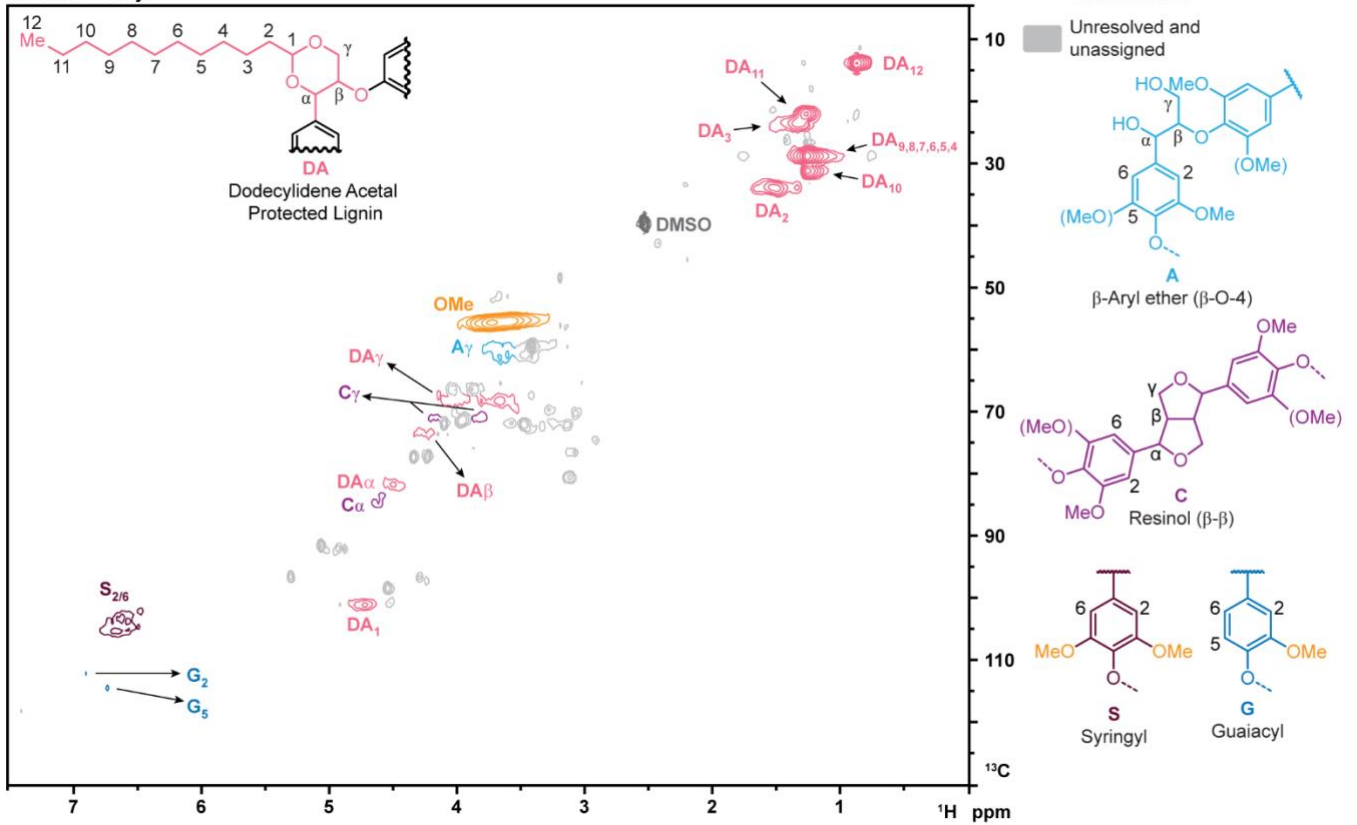 12
Me
10
8
6
4
2
1
O
γ
11
9
7
5
3
O
α
β
O
DA
Dodecylidene Acetal
Protected Lignin
DA₁₁
DA₁₂
DA₃
DA₉,₈,₇,₆,₅,₄
DA₁₀
DA₂
DMSO
OMe
Aγ
DAγ
Cγ
DAα
Cα
DAβ
S₂/₆
DA₁
G₂
G₅
10
30
50
70
90
110
¹³C
7
6
5
4
3
2
1
¹H ppm
Unresolved and
unassigned
HO
MeO
γ
HO
α
β
O
(Me)O
6
2
(MeO)
5
OMe
O
A
β-Aryl ether (β-O-4)
OMe
O
γ
O
β
(OMe)
(MeO)
6
α
O
O
2
MeO
C
Resinol (β-β)
6
2
MeO
OMe
O
S
Syringyl
6
2
5
OMe
O
G
Guaiacyl